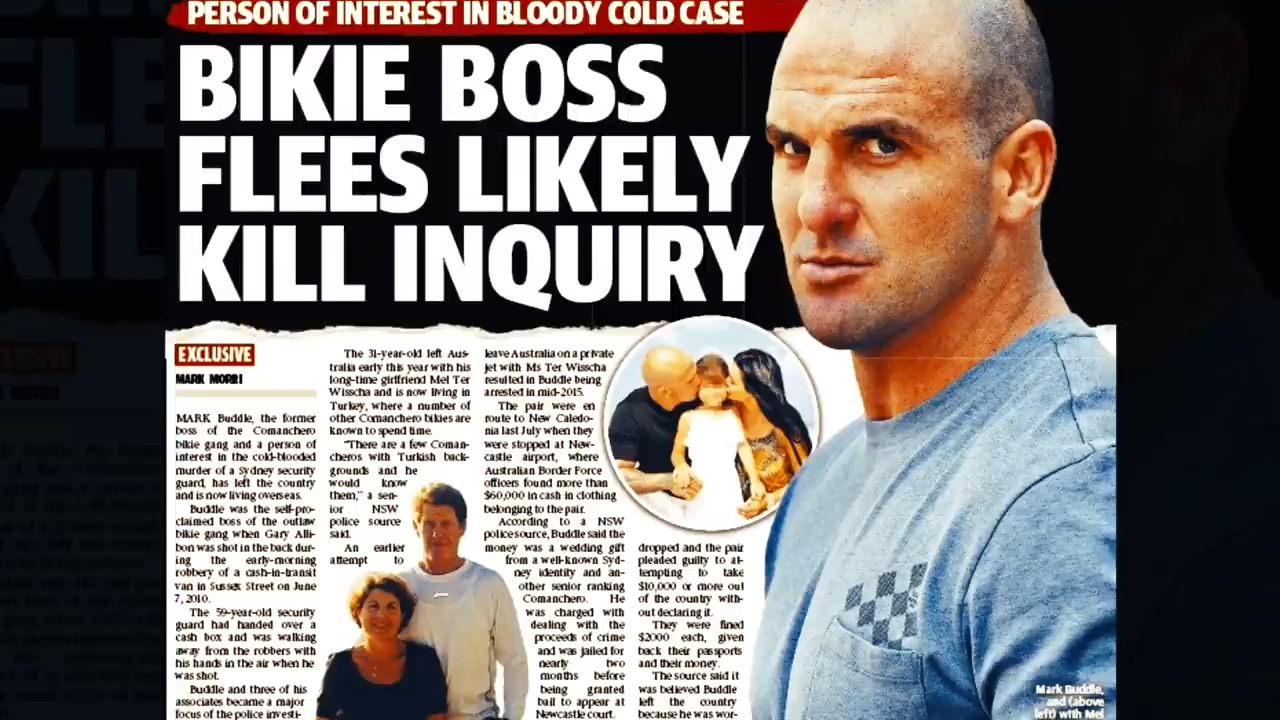 PERSON OF INTEREST IN BLOODY COLD CASE
BIKIE BOSS
FLEES LIKELY
KILL INQUIRY
EXCLUSIVE
MARK MORRI
MARK Buddle, the former
boss of the Comanchero
bikie gang and a person of
interest in the cold-blooded
murder of a Sydney security
guard, has left the country
and is now living overseas.
Buddle was the self-pro-
claimed boss of the outlaw
bikie gang when Gary Alli-
bon was shot in the back dur-
ing the early-morning
robbery of a cash-in-transit
van in Sussex Street on June
7, 2010.
The 59-year-old security
guard had handed over a
cash box and was walking
away from the robbers with
his hands in the air when he
was shot.
Buddle and three of his
associates became a major
focus of the police investi-
The 31-year-old left Aus-
tralia early this year with his
long-time girlfriend Mel Ter
Wisscha and is now living in
Turkey, where a number of
other Comanchero bikies are
known to spend time.
"There are a few Coman-
cheros with Turkish back-
grounds and he
would know
them," a sen-
ior NSW
police source
said.
An earlier
attempt to
leave Australia on a private
jet with Ms Ter Wisscha
resulted in Buddle being
arrested in mid-2015.
The pair were en
route to New Caledo-
nia last July when they
were stopped at New-
castle airport, where
Australian Border Force
officers found more than
$60,000 in cash in clothing
belonging to the pair.
According to a NSW
police source, Buddle said the
money was a wedding gift
from a well-known Syd-
ney identity and an-
other senior ranking
Comanchero. He
was charged with
dealing with the
proceeds of crime
and was jailed for
nearly two
months before
being granted
bail to appear at
Newcastle court.
dropped and the pair
pleaded guilty to at-
tempting to take
$10,000 or more out
of the country with-
out declaring it.
They were fined
$2000 each, given
back their passports
and their money.
The source said it
was believed Buddle
left the country
because he was wor-
Mark Buddle,
and (above
left) with Mel